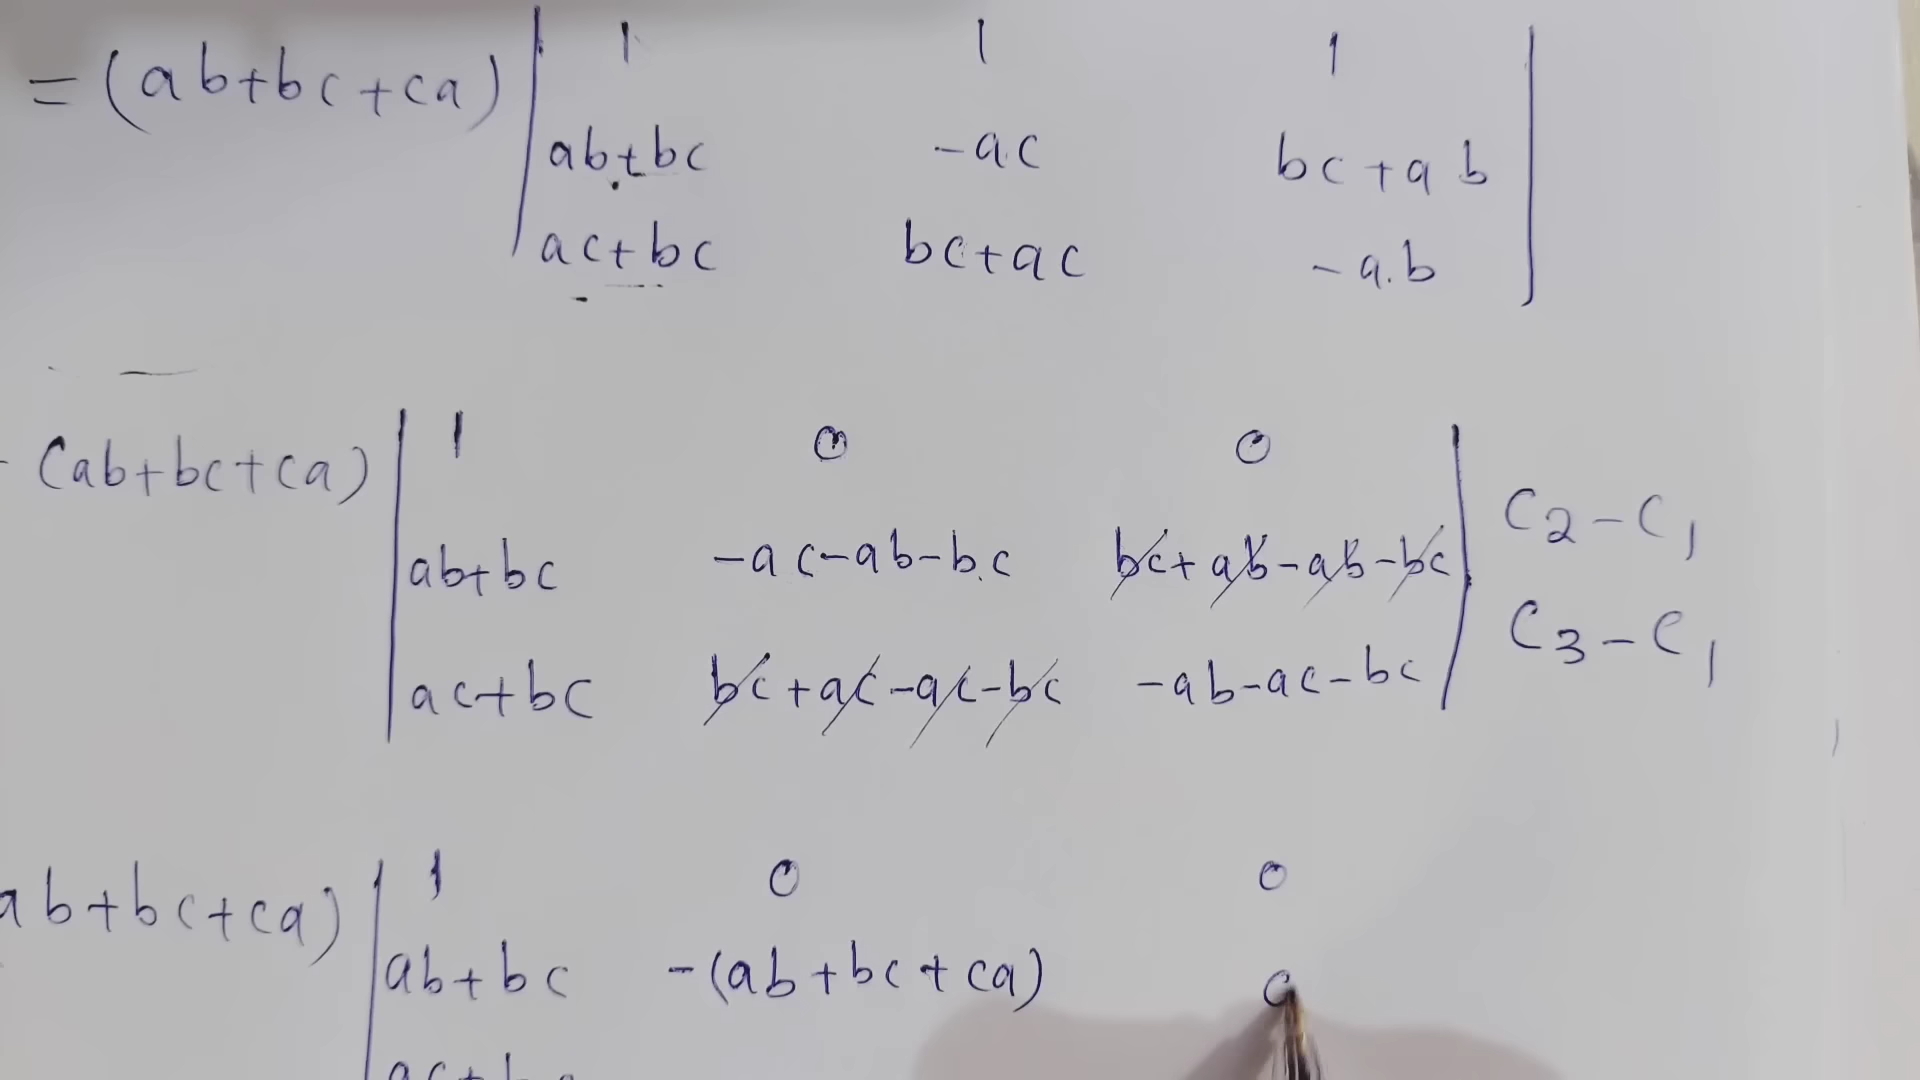 = (ab+bc+ca) | 1 1 1 |
ab+bc -ac bc+ab
ac+bc bc+ac -a.b
- (ab+bc+ca) | 1 0 0 |
ab+bc -ac-ab-bc bc+ab-ab-bc C₂-C₁
ac+bc bc+ac-ac-bc -ab-ac-bc C₃-C₁
ab+bc+ca) | 1 0 0
ab+bc -(ab+bc+ca)